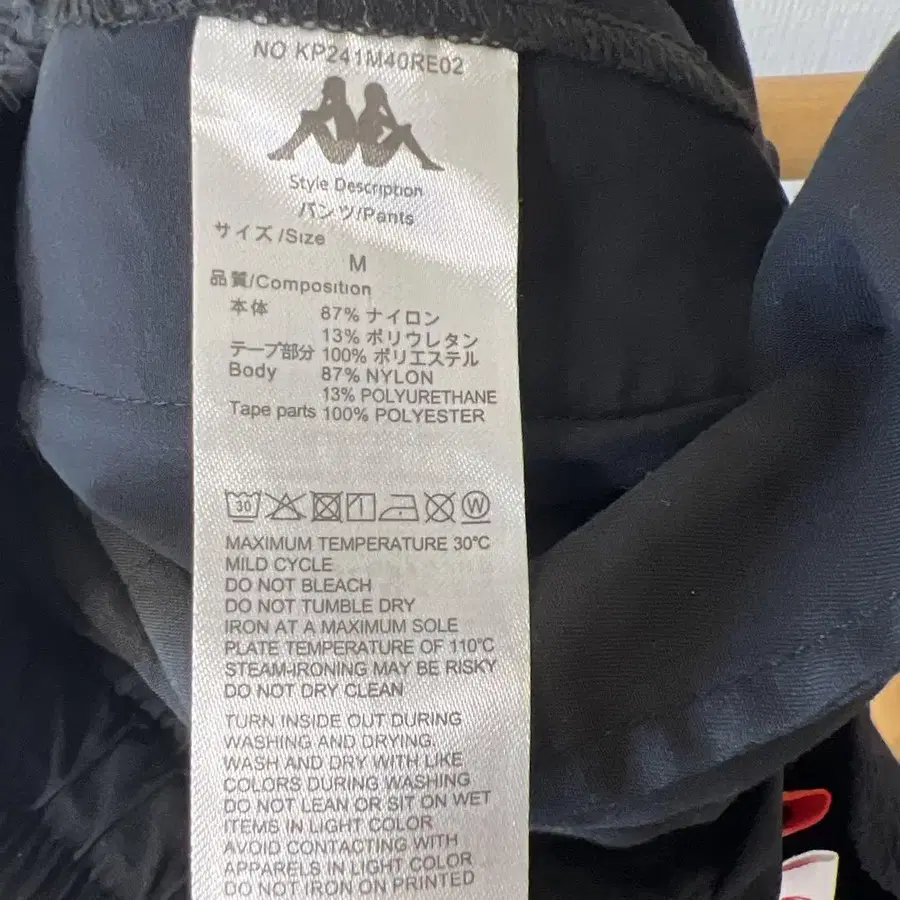 NO KP241M40RE02
Style Description
パンツ/Pants
サイズ/Size
M
品質/Composition
本体 87% ナイロン
13% ポリウレタン
テープ部分 100% ポリエステル
Body 87% NYLON
13% POLYURETHANE
Tape parts 100% POLYESTER
30 W
MAXIMUM TEMPERATURE 30℃
MILD CYCLE
DO NOT BLEACH
DO NOT TUMBLE DRY
IRON AT A MAXIMUM SOLE
PLATE TEMPERATURE OF 110℃
STEAM-IRONING MAY BE RISKY
DO NOT DRY CLEAN
TURN INSIDE OUT DURING
WASHING AND DRYING.
WASH AND DRY WITH LIKE
COLORS DURING WASHING
DO NOT LEAN OR SIT ON WET
ITEMS IN LIGHT COLOR
AVOID CONTACTING WITH
APPARELS IN LIGHT COLOR
DO NOT IRON ON PRINTED